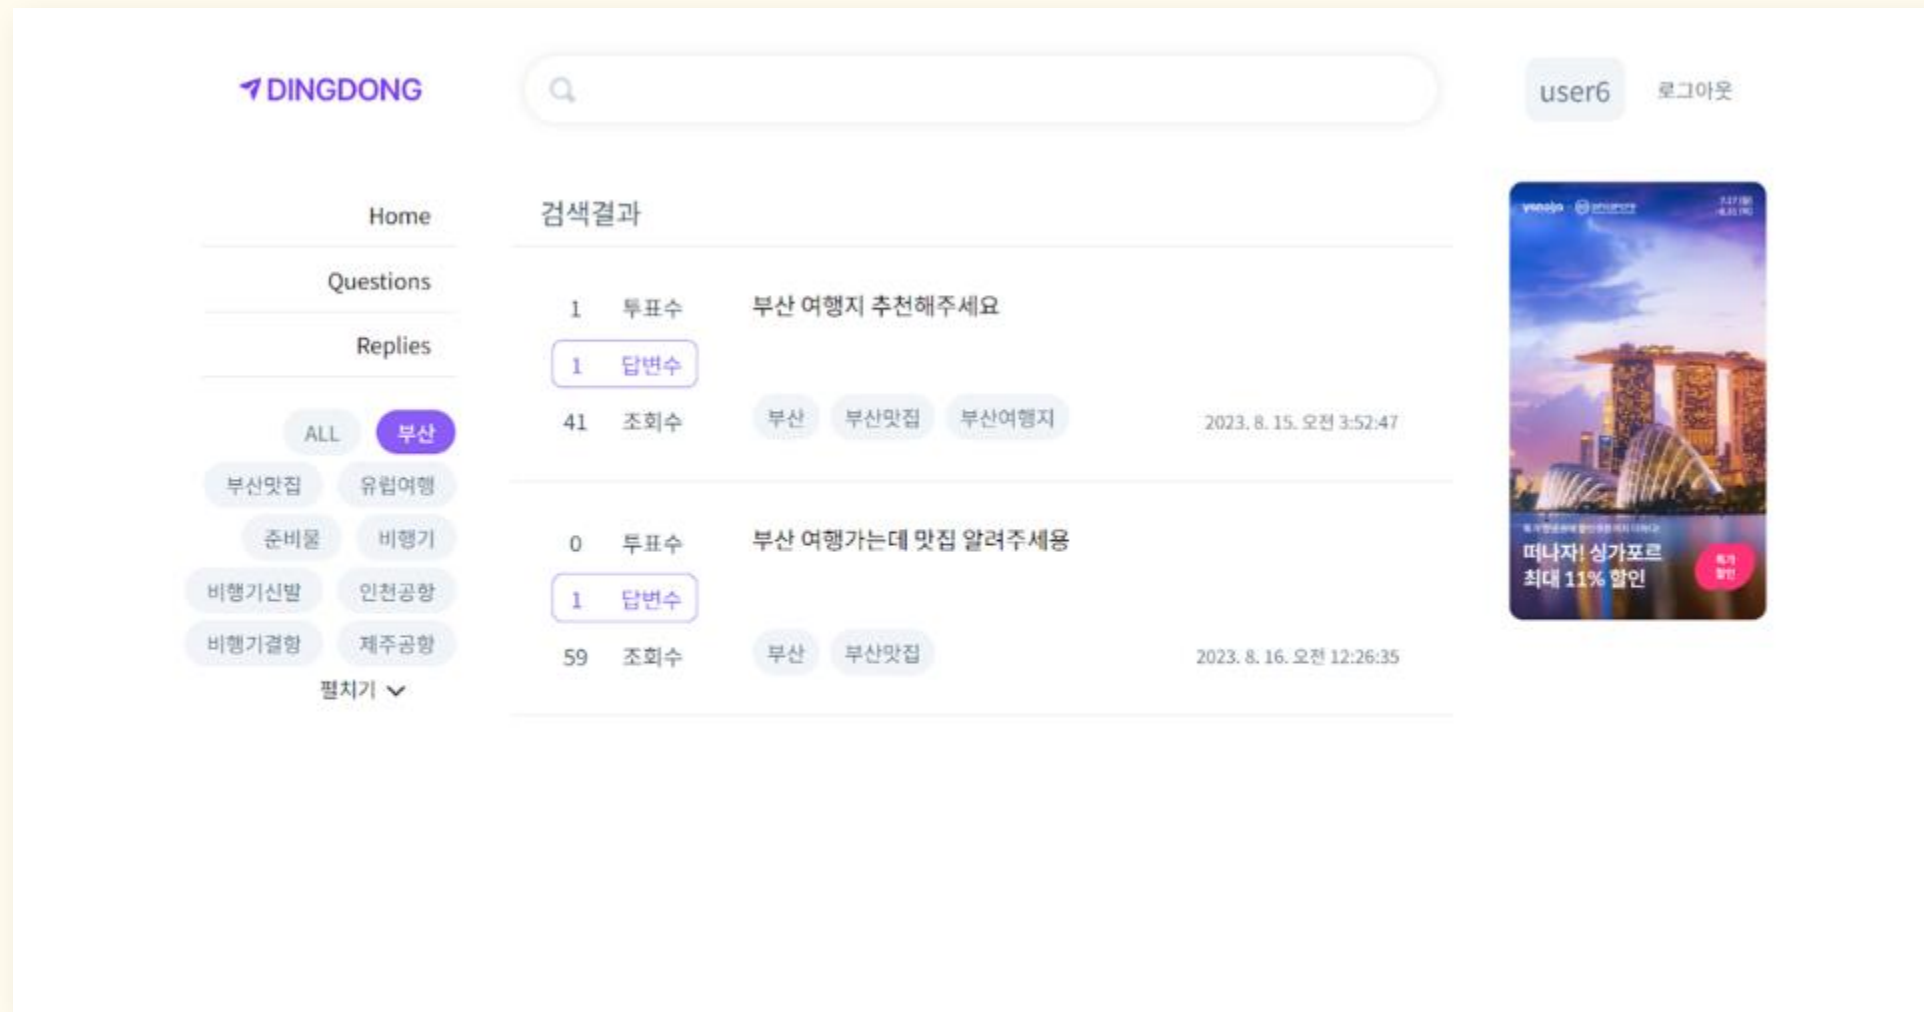 DINGDONG
user6
로그아웃
Home
Questions
Replies
ALL
부산
부산맛집
유럽여행
준비물
비행기
비행기신발
인천공항
비행기결항
제주공항
펼치기
검색결과
1 투표수
부산 여행지 추천해주세요
1 답변수
41 조회수
부산 부산맛집 부산여행지
2023. 8. 15. 오전 3:52:47
0 투표수
부산 여행가는데 맛집 알려주세용
1 답변수
59 조회수
부산 부산맛집
2023. 8. 16. 오전 12:26:35
yanolja
떠나자! 싱가포르
최대 11% 할인
특가
할인